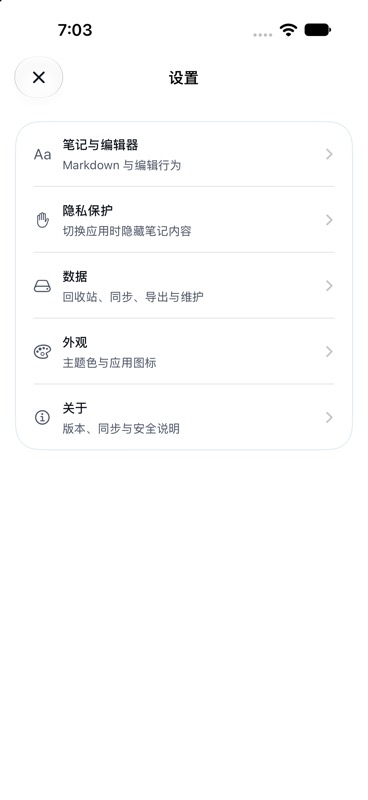 7:03
设置
Aa
笔记与编辑器
Markdown 与编辑行为
隐私保护
切换应用时隐藏笔记内容
数据
回收站、同步、导出与维护
外观
主题色与应用图标
关于
版本、同步与安全说明